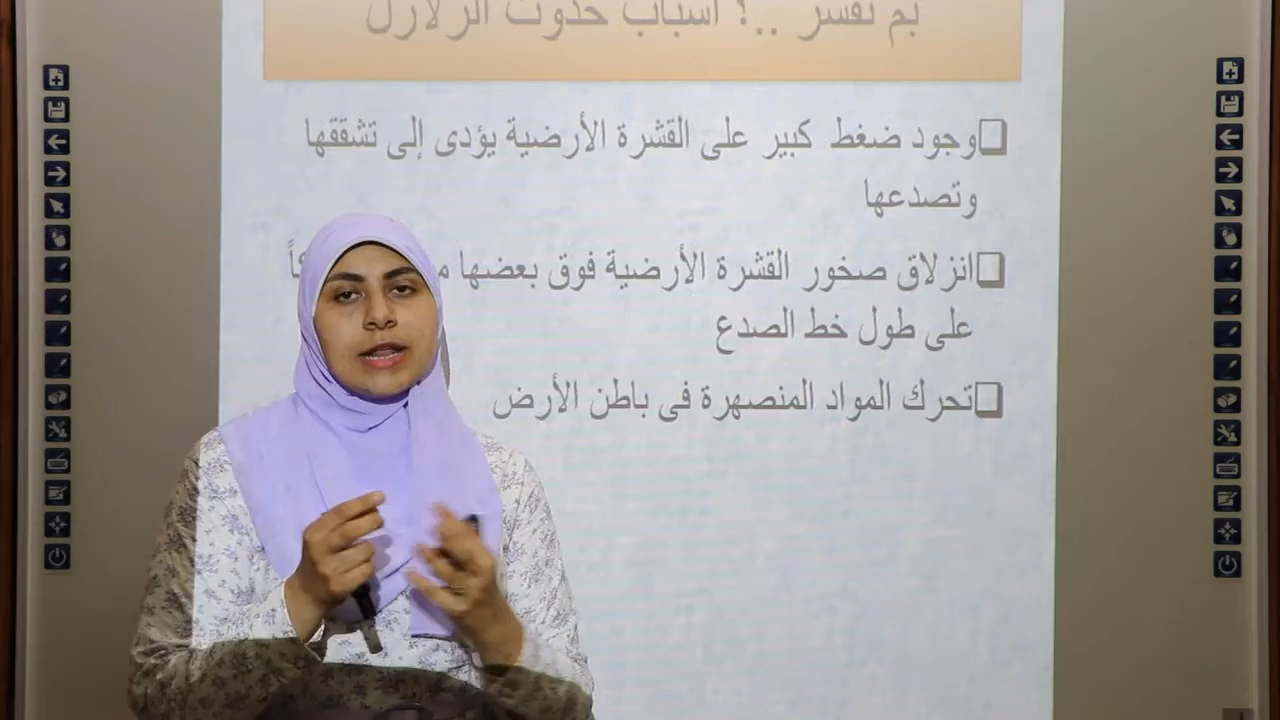 بم نفسر ..؟ أسباب حدوث الزلازل
وجود ضغط كبير على القشرة الأرضية يؤدى إلى تشققها
وتصدعها
انزلاق صخور القشرة الأرضية فوق بعضها
على طول خط الصدع
تحرك المواد المنصهرة فى باطن الأرض